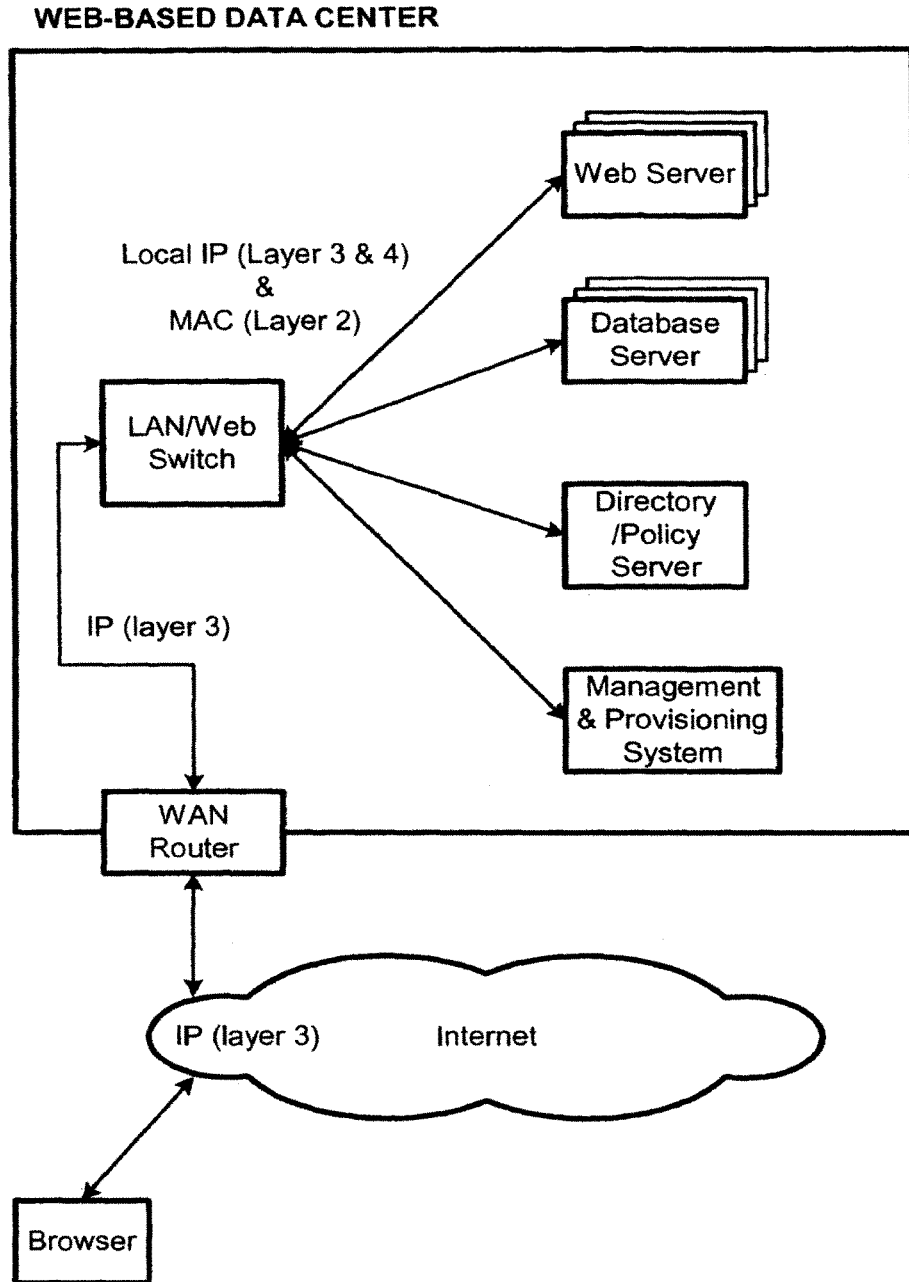 WEB-BASED DATA CENTER
Web Server
Local IP (Layer 3 & 4)
&
MAC (Layer 2)
Database
Server
LAN/Web
Switch
Directory
/Policy
Server
IP (layer 3)
Management
& Provisioning
System
WAN
Router
IP (layer 3)
Internet
Browser